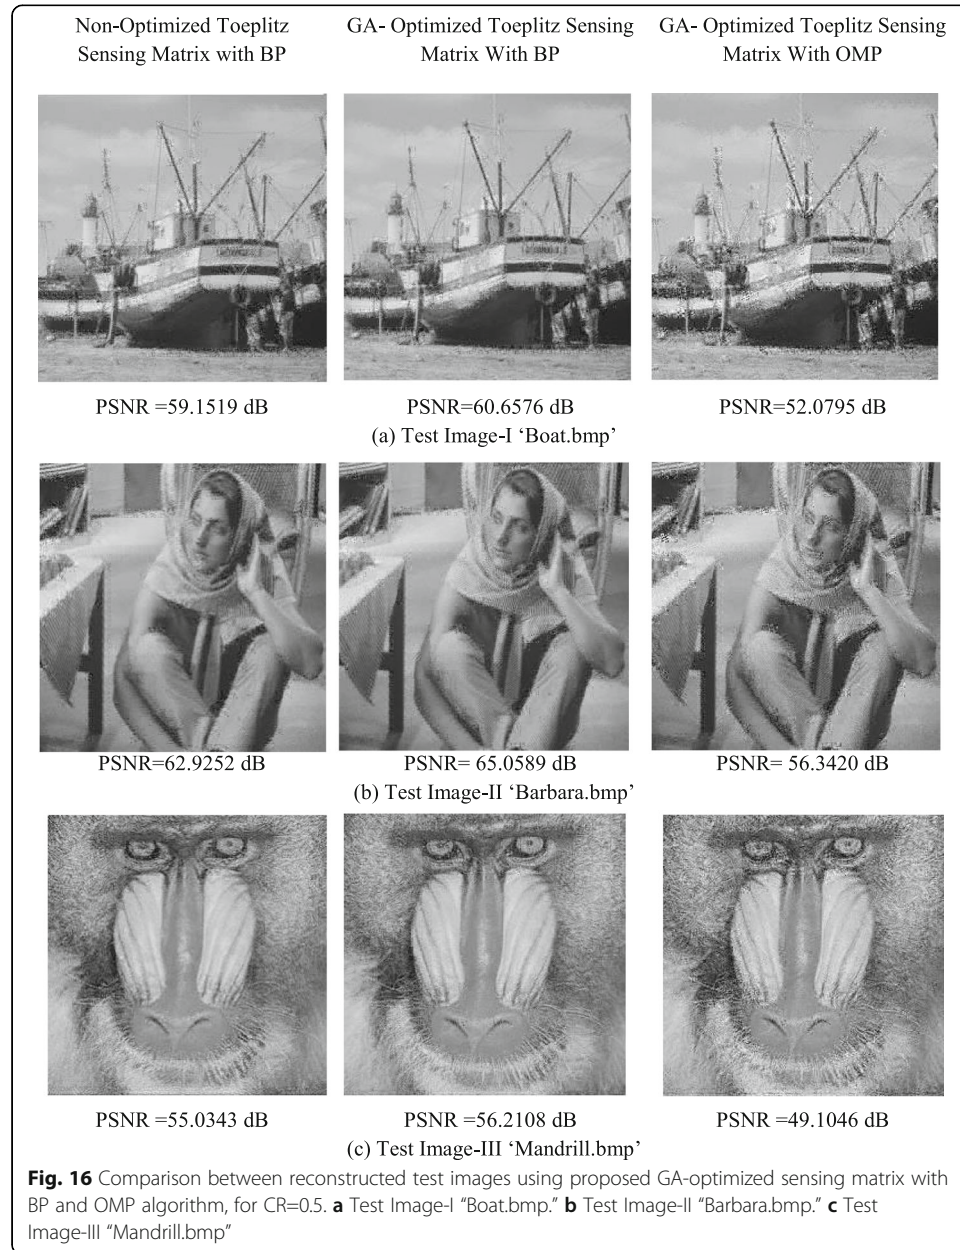 Non-Optimized Toeplitz
Sensing Matrix with BP
GA- Optimized Toeplitz Sensing
Matrix With BP
GA- Optimized Toeplitz Sensing
Matrix With OMP
PSNR =59.1519 dB
PSNR=60.6576 dB
PSNR=52.0795 dB
(a) Test Image-I ‘Boat.bmp’
PSNR=62.9252 dB
PSNR= 65.0589 dB
PSNR= 56.3420 dB
(b) Test Image-II ‘Barbara.bmp’
PSNR =55.0343 dB
PSNR =56.2108 dB
PSNR =49.1046 dB
(c) Test Image-III ‘Mandrill.bmp’
Fig. 16 Comparison between reconstructed test images using proposed GA-optimized sensing matrix with
BP and OMP algorithm, for CR=0.5. a Test Image-I “Boat.bmp.” b Test Image-II “Barbara.bmp.” c Test
Image-III “Mandrill.bmp”